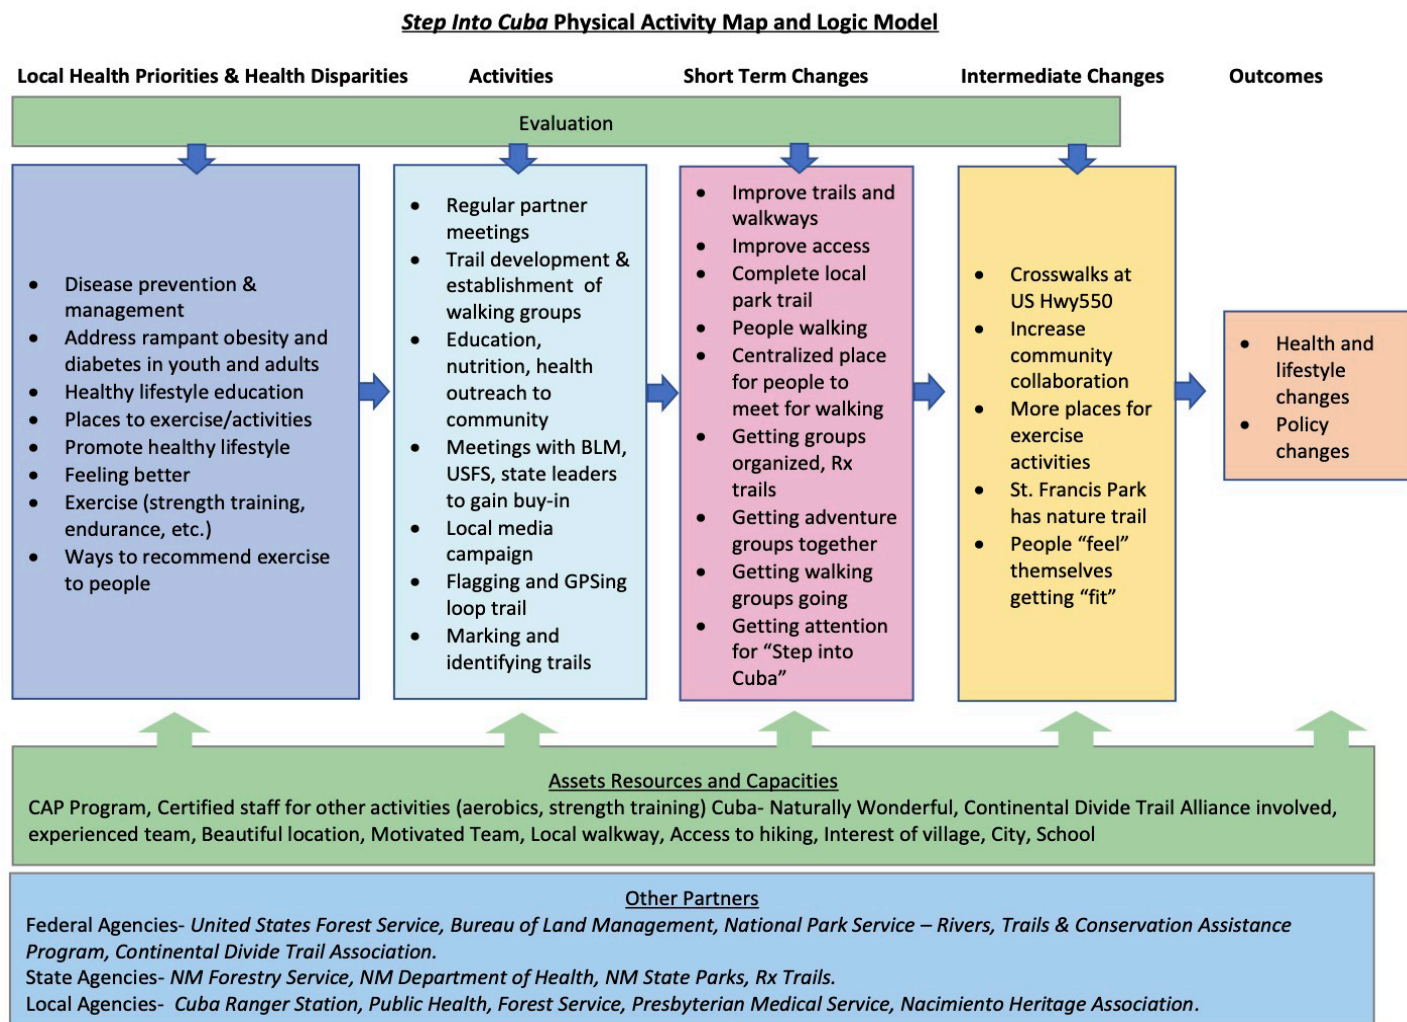 Step Into Cuba Physical Activity Map and Logic Model
Local Health Priorities & Health Disparities
Activities
Short Term Changes
Intermediate Changes
Outcomes
Evaluation
• Disease prevention &
management
• Address rampant obesity and
diabetes in youth and adults
• Healthy lifestyle education
• Places to exercise/activities
• Promote healthy lifestyle
• Feeling better
• Exercise (strength training,
endurance, etc.)
• Ways to recommend exercise
to people
• Regular partner
meetings
• Trail development &
establishment of
walking groups
• Education,
nutrition, health
outreach to
community
• Meetings with BLM,
USFS, state leaders
to gain buy-in
• Local media
campaign
• Flagging and GPSing
loop trail
• Marking and
identifying trails
• Improve trails and
walkways
• Improve access
• Complete local
park trail
• People walking
• Centralized place
for people to
meet for walking
• Getting groups
organized, Rx
trails
• Getting adventure
groups together
• Getting walking
groups going
• Getting attention
for “Step into
Cuba”
• Crosswalks at
US Hwy550
• Increase
community
collaboration
• More places for
exercise
activities
• St. Francis Park
has nature trail
• People “feel”
themselves
getting “fit”
• Health and
lifestyle
changes
• Policy
changes
Assets Resources and Capacities
CAP Program, Certified staff for other activities (aerobics, strength training) Cuba- Naturally Wonderful, Continental Divide Trail Alliance involved,
experienced team, Beautiful location, Motivated Team, Local walkway, Access to hiking, Interest of village, City, School
Other Partners
Federal Agencies- United States Forest Service, Bureau of Land Management, National Park Service – Rivers, Trails & Conservation Assistance
Program, Continental Divide Trail Association.
State Agencies- NM Forestry Service, NM Department of Health, NM State Parks, Rx Trails.
Local Agencies- Cuba Ranger Station, Public Health, Forest Service, Presbyterian Medical Service, Nacimiento Heritage Association.